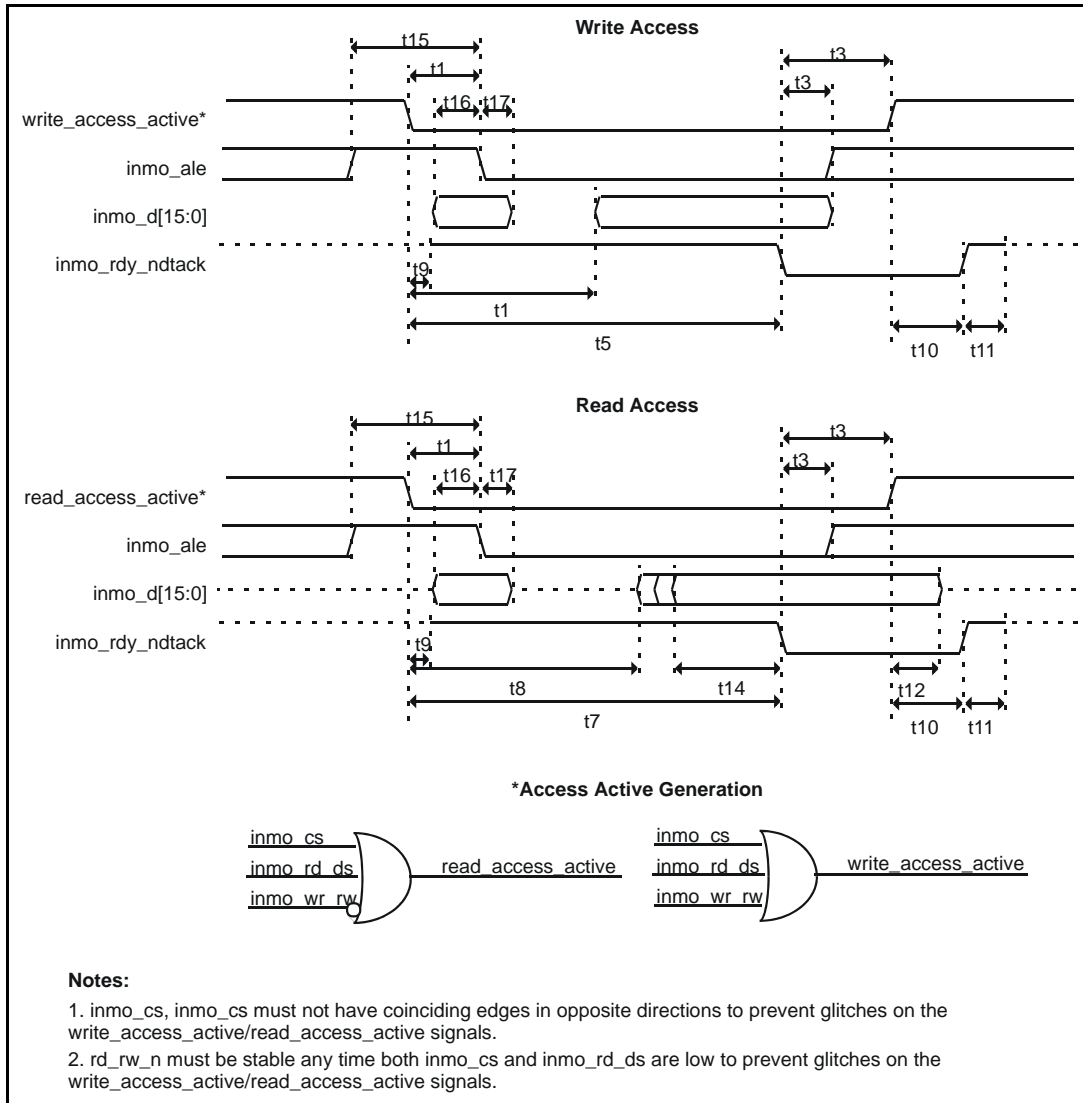 Write Access
t15
t3
t1
t3
t16 t17
write_access_active*
inmo_ale
inmo_d[15:0]
inmo_rdy_ndtack
t9
t1
t5
t10 t11
Read Access
t15
t3
t1
t3
t16 t17
read_access_active*
inmo_ale
inmo_d[15:0]
inmo_rdy_ndtack
t9
t8
t14
t12
t7
t10 t11
*Access Active Generation
inmo_cs
inmo_rd_ds
inmo_wr_rw
read_access_active
inmo_cs
inmo_rd_ds
inmo_wr_rw
write_access_active
Notes:
1. inmo_cs, inmo_cs must not have coinciding edges in opposite directions to prevent glitches on the
write_access_active/read_access_active signals.
2. rd_rw_n must be stable any time both inmo_cs and inmo_rd_ds are low to prevent glitches on the
write_access_active/read_access_active signals.